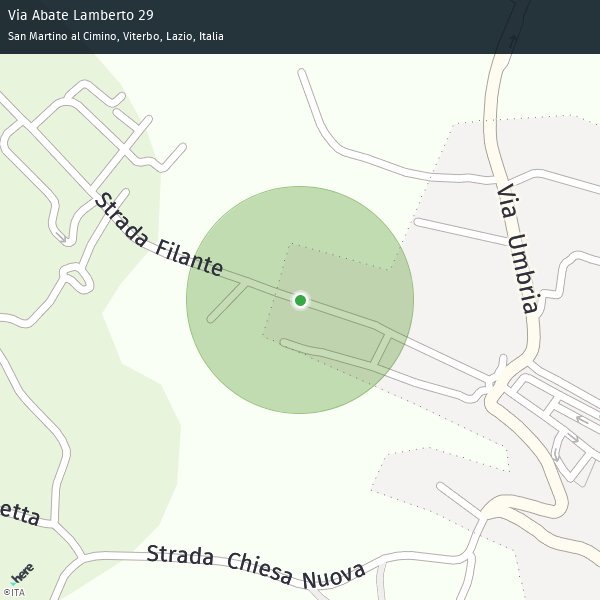 Via Abate Lamberto 29
San Martino al Cimino, Viterbo, Lazio, Italia
Strada Filante
Via Umbria
etta
Strada Chiesa Nuova
here
©ITA